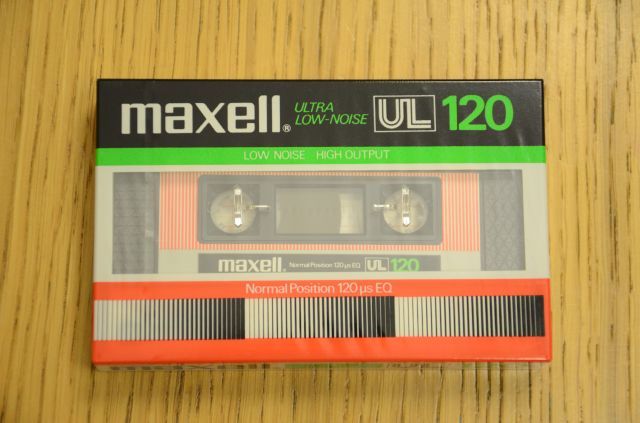 maxell® ULTRA LOW-NOISE UL 120
LOW NOISE HIGH OUTPUT
maxell® Normal Position 120 μs EQ UL 120
Normal Position 120 μs EQ